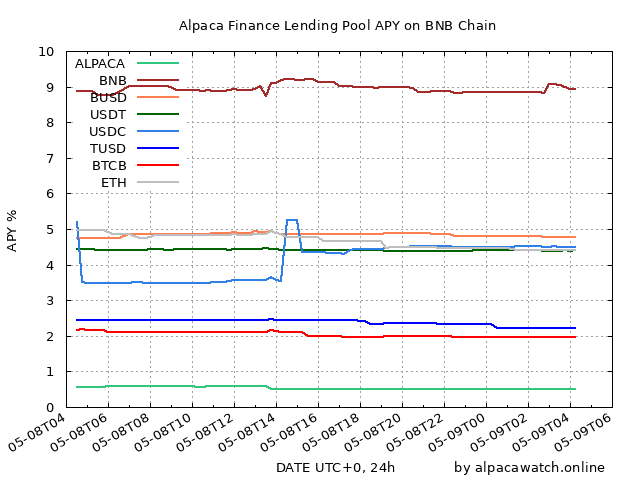 Alpaca Finance Lending Pool APY on BNB Chain
10
9
8
7
6
5
4
3
2
1
0
APY %
ALPACA
BNB
BUSD
USDT
USDC
TUSD
BTCB
ETH
05-08T04
05-08T06
05-08T08
05-08T10
05-08T12
05-08T14
05-08T16
05-08T18
05-08T20
05-08T22
05-09T00
05-09T02
05-09T04
05-09T06
DATE UTC+0, 24h
by alpacawatch.online